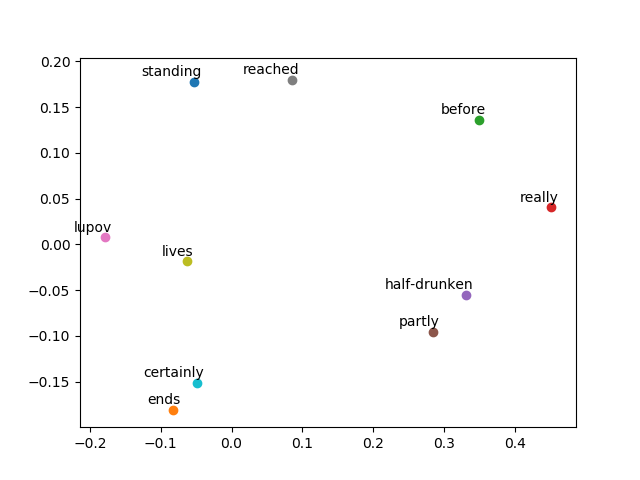 0.20
standing
reached
0.15
before
0.10
0.05
really
lupov
0.00
lives
−0.05
half-drunken
partly
−0.10
−0.15
certainly
ends
−0.2 −0.1 0.0 0.1 0.2 0.3 0.4